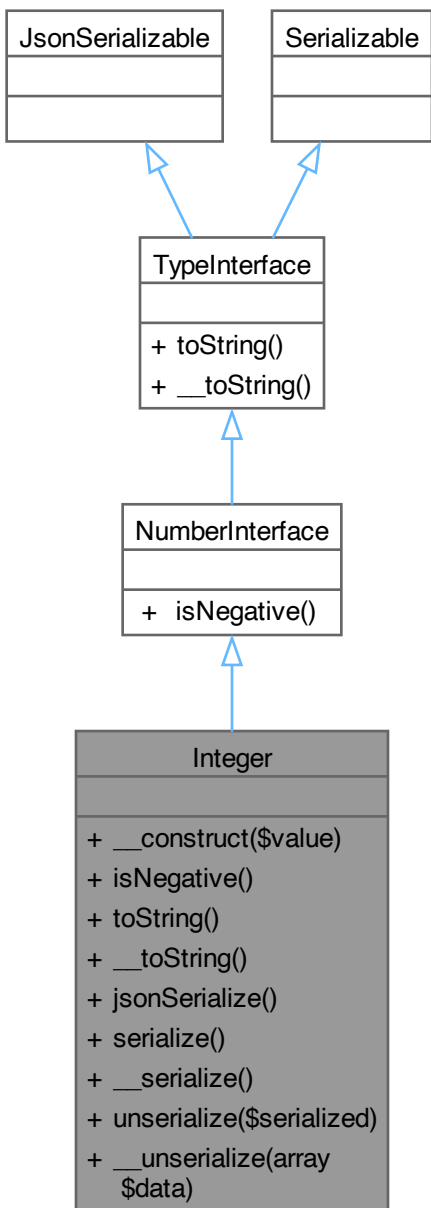 JsonSerializable
Serializable
TypeInterface
+ toString()
+ __toString()
NumberInterface
+ isNegative()
Integer
+ __construct($value)
+ isNegative()
+ toString()
+ __toString()
+ jsonSerialize()
+ serialize()
+ __serialize()
+ unserialize($serialized)
+ __unserialize(array
$data)